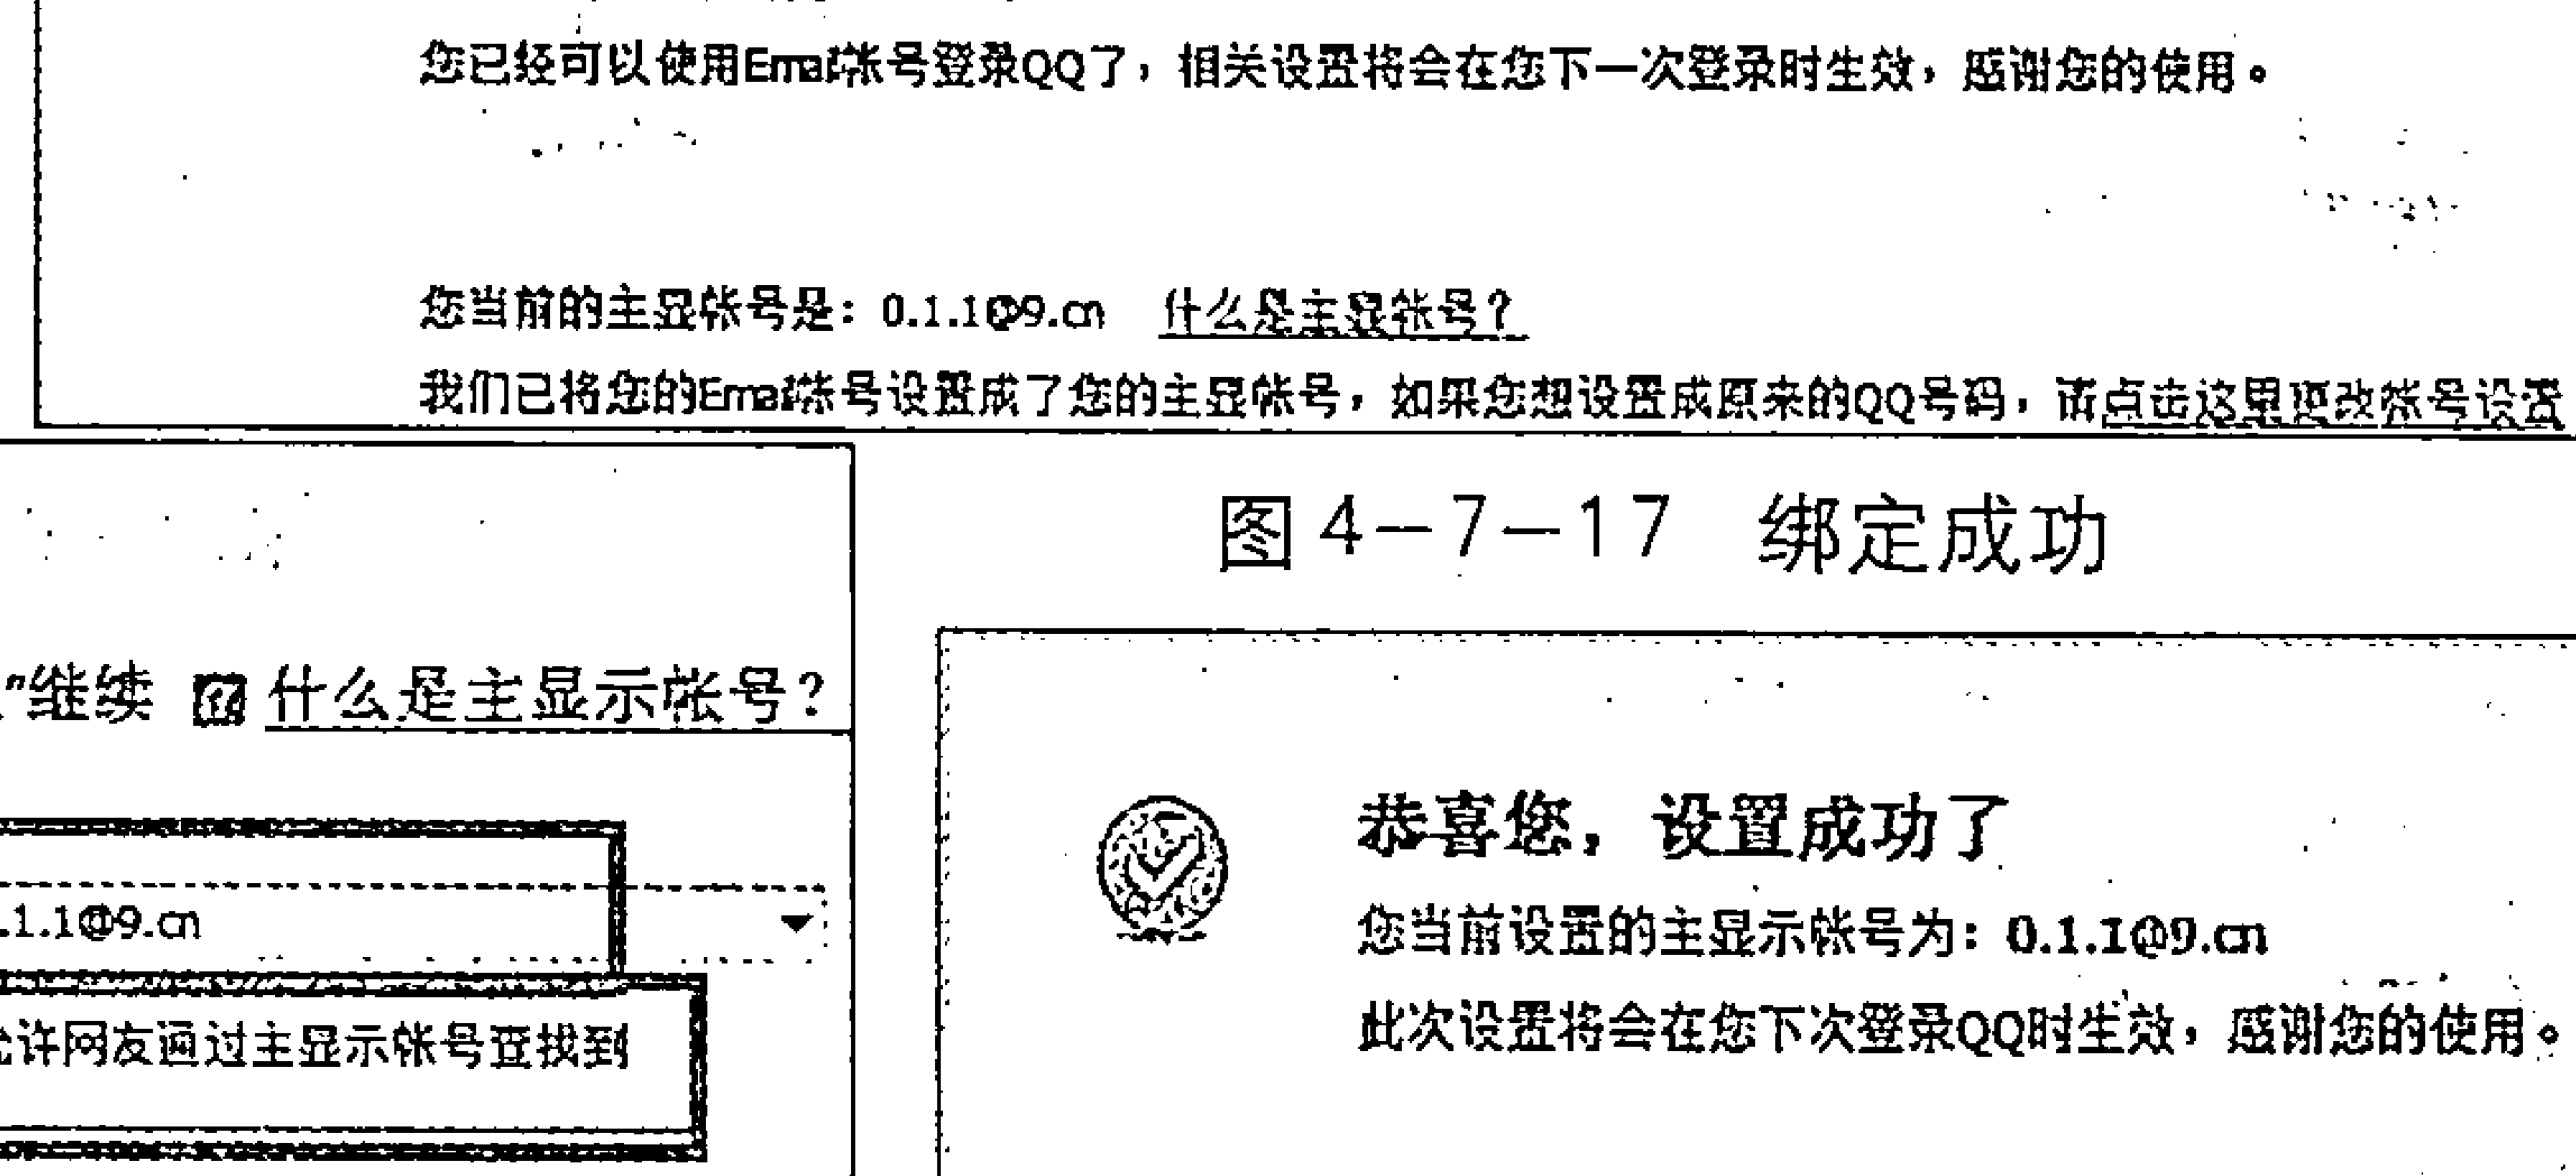 您已经可以使用Email帐号登录QQ了，相关设置将会在您下一次登录时生效，感谢您的使用。
您当前的主显帐号是：0.1.1@9.cn 什么是主显帐号？
我们已将您的Email帐号设置成了您的主显帐号，如果您想设置成原来的QQ号码，请点击这里更改帐号设置
图4-7-17 绑定成功
"继续 什么是主显示帐号？
.1.1@9.cn
允许网友通过主显示帐号查找到
恭喜您，设置成功了
您当前设置的主显示帐号为：0.1.1@9.cn
此次设置将会在您下次登录QQ时生效，感谢您的使用。